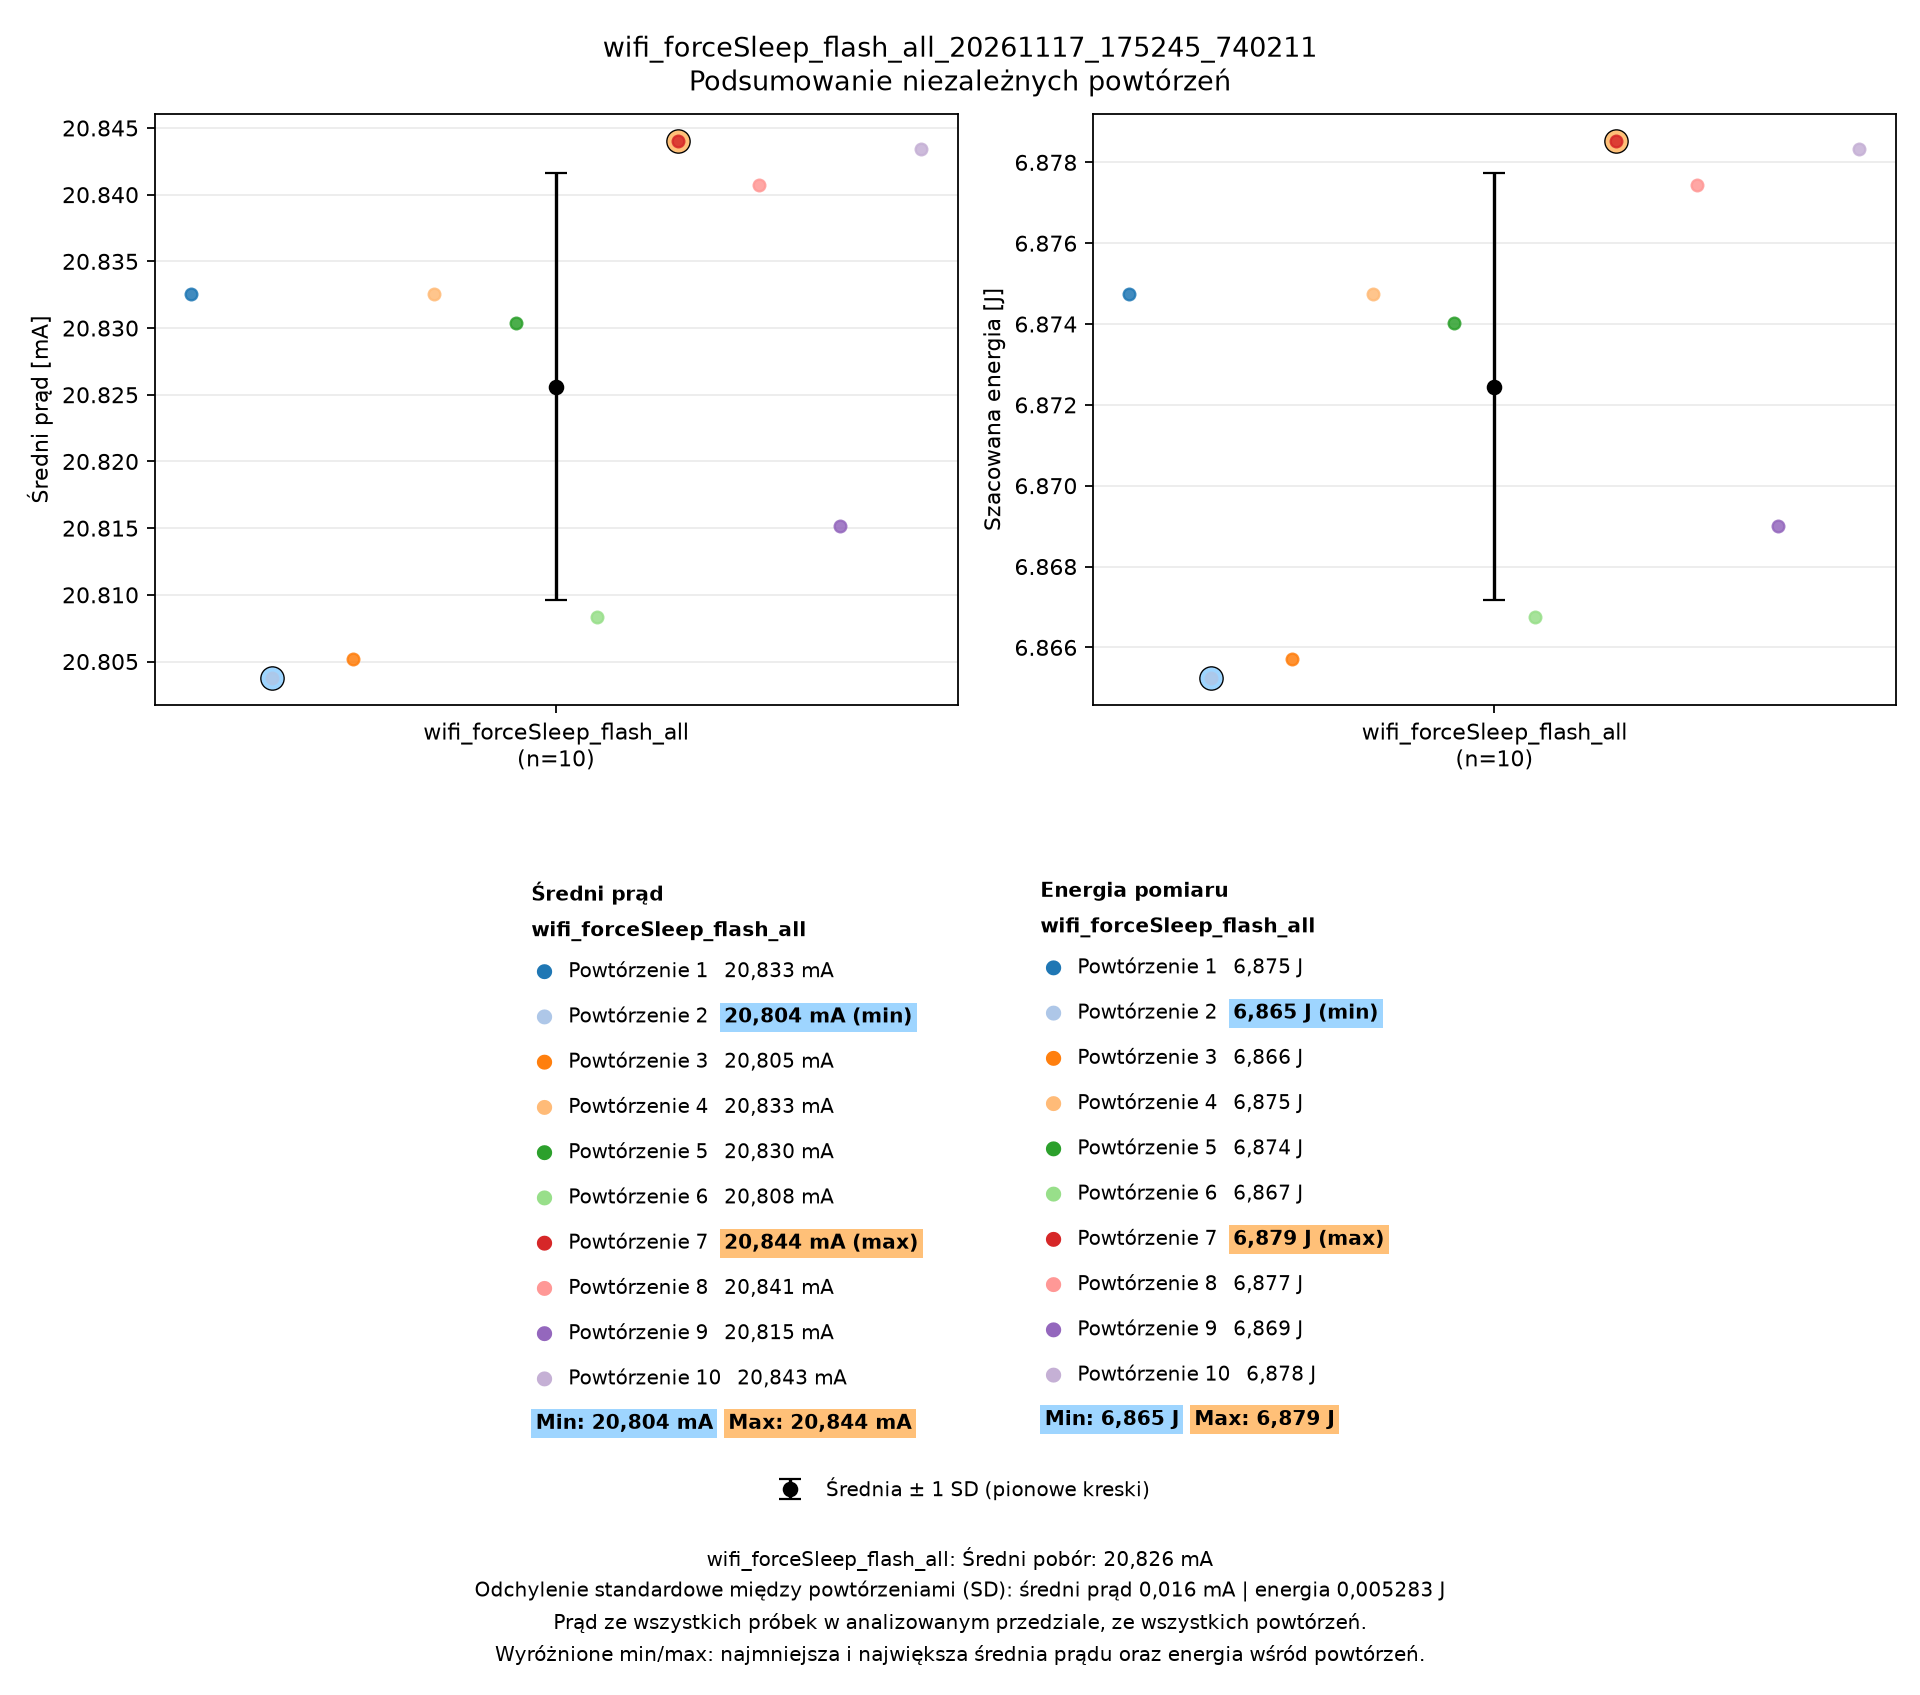 wifi_forceSleep_flash_all_20261117_175245_740211
Podsumowanie niezależnych powtórzeń
Średni prąd [mA]
20.845
20.840
20.835
20.830
20.825
20.820
20.815
20.810
20.805
wifi_forceSleep_flash_all
(n=10)
Szacowana energia [J]
6.878
6.876
6.874
6.872
6.870
6.868
6.866
wifi_forceSleep_flash_all
(n=10)
Średni prąd
wifi_forceSleep_flash_all
Powtórzenie 1 20,833 mA
Powtórzenie 2 20,804 mA (min)
Powtórzenie 3 20,805 mA
Powtórzenie 4 20,833 mA
Powtórzenie 5 20,830 mA
Powtórzenie 6 20,808 mA
Powtórzenie 7 20,844 mA (max)
Powtórzenie 8 20,841 mA
Powtórzenie 9 20,815 mA
Powtórzenie 10 20,843 mA
Min: 20,804 mA Max: 20,844 mA
Energia pomiaru
wifi_forceSleep_flash_all
Powtórzenie 1 6,875 J
Powtórzenie 2 6,865 J (min)
Powtórzenie 3 6,866 J
Powtórzenie 4 6,875 J
Powtórzenie 5 6,874 J
Powtórzenie 6 6,867 J
Powtórzenie 7 6,879 J (max)
Powtórzenie 8 6,877 J
Powtórzenie 9 6,869 J
Powtórzenie 10 6,878 J
Min: 6,865 J Max: 6,879 J
Średnia ± 1 SD (pionowe kreski)
wifi_forceSleep_flash_all: Średni pobór: 20,826 mA
Odchylenie standardowe między powtórzeniami (SD): średni prąd 0,016 mA | energia 0,005283 J
Prąd ze wszystkich próbek w analizowanym przedziale, ze wszystkich powtórzeń.
Wyróżnione min/max: najmniejsza i największa średnia prądu oraz energia wśród powtórzeń.